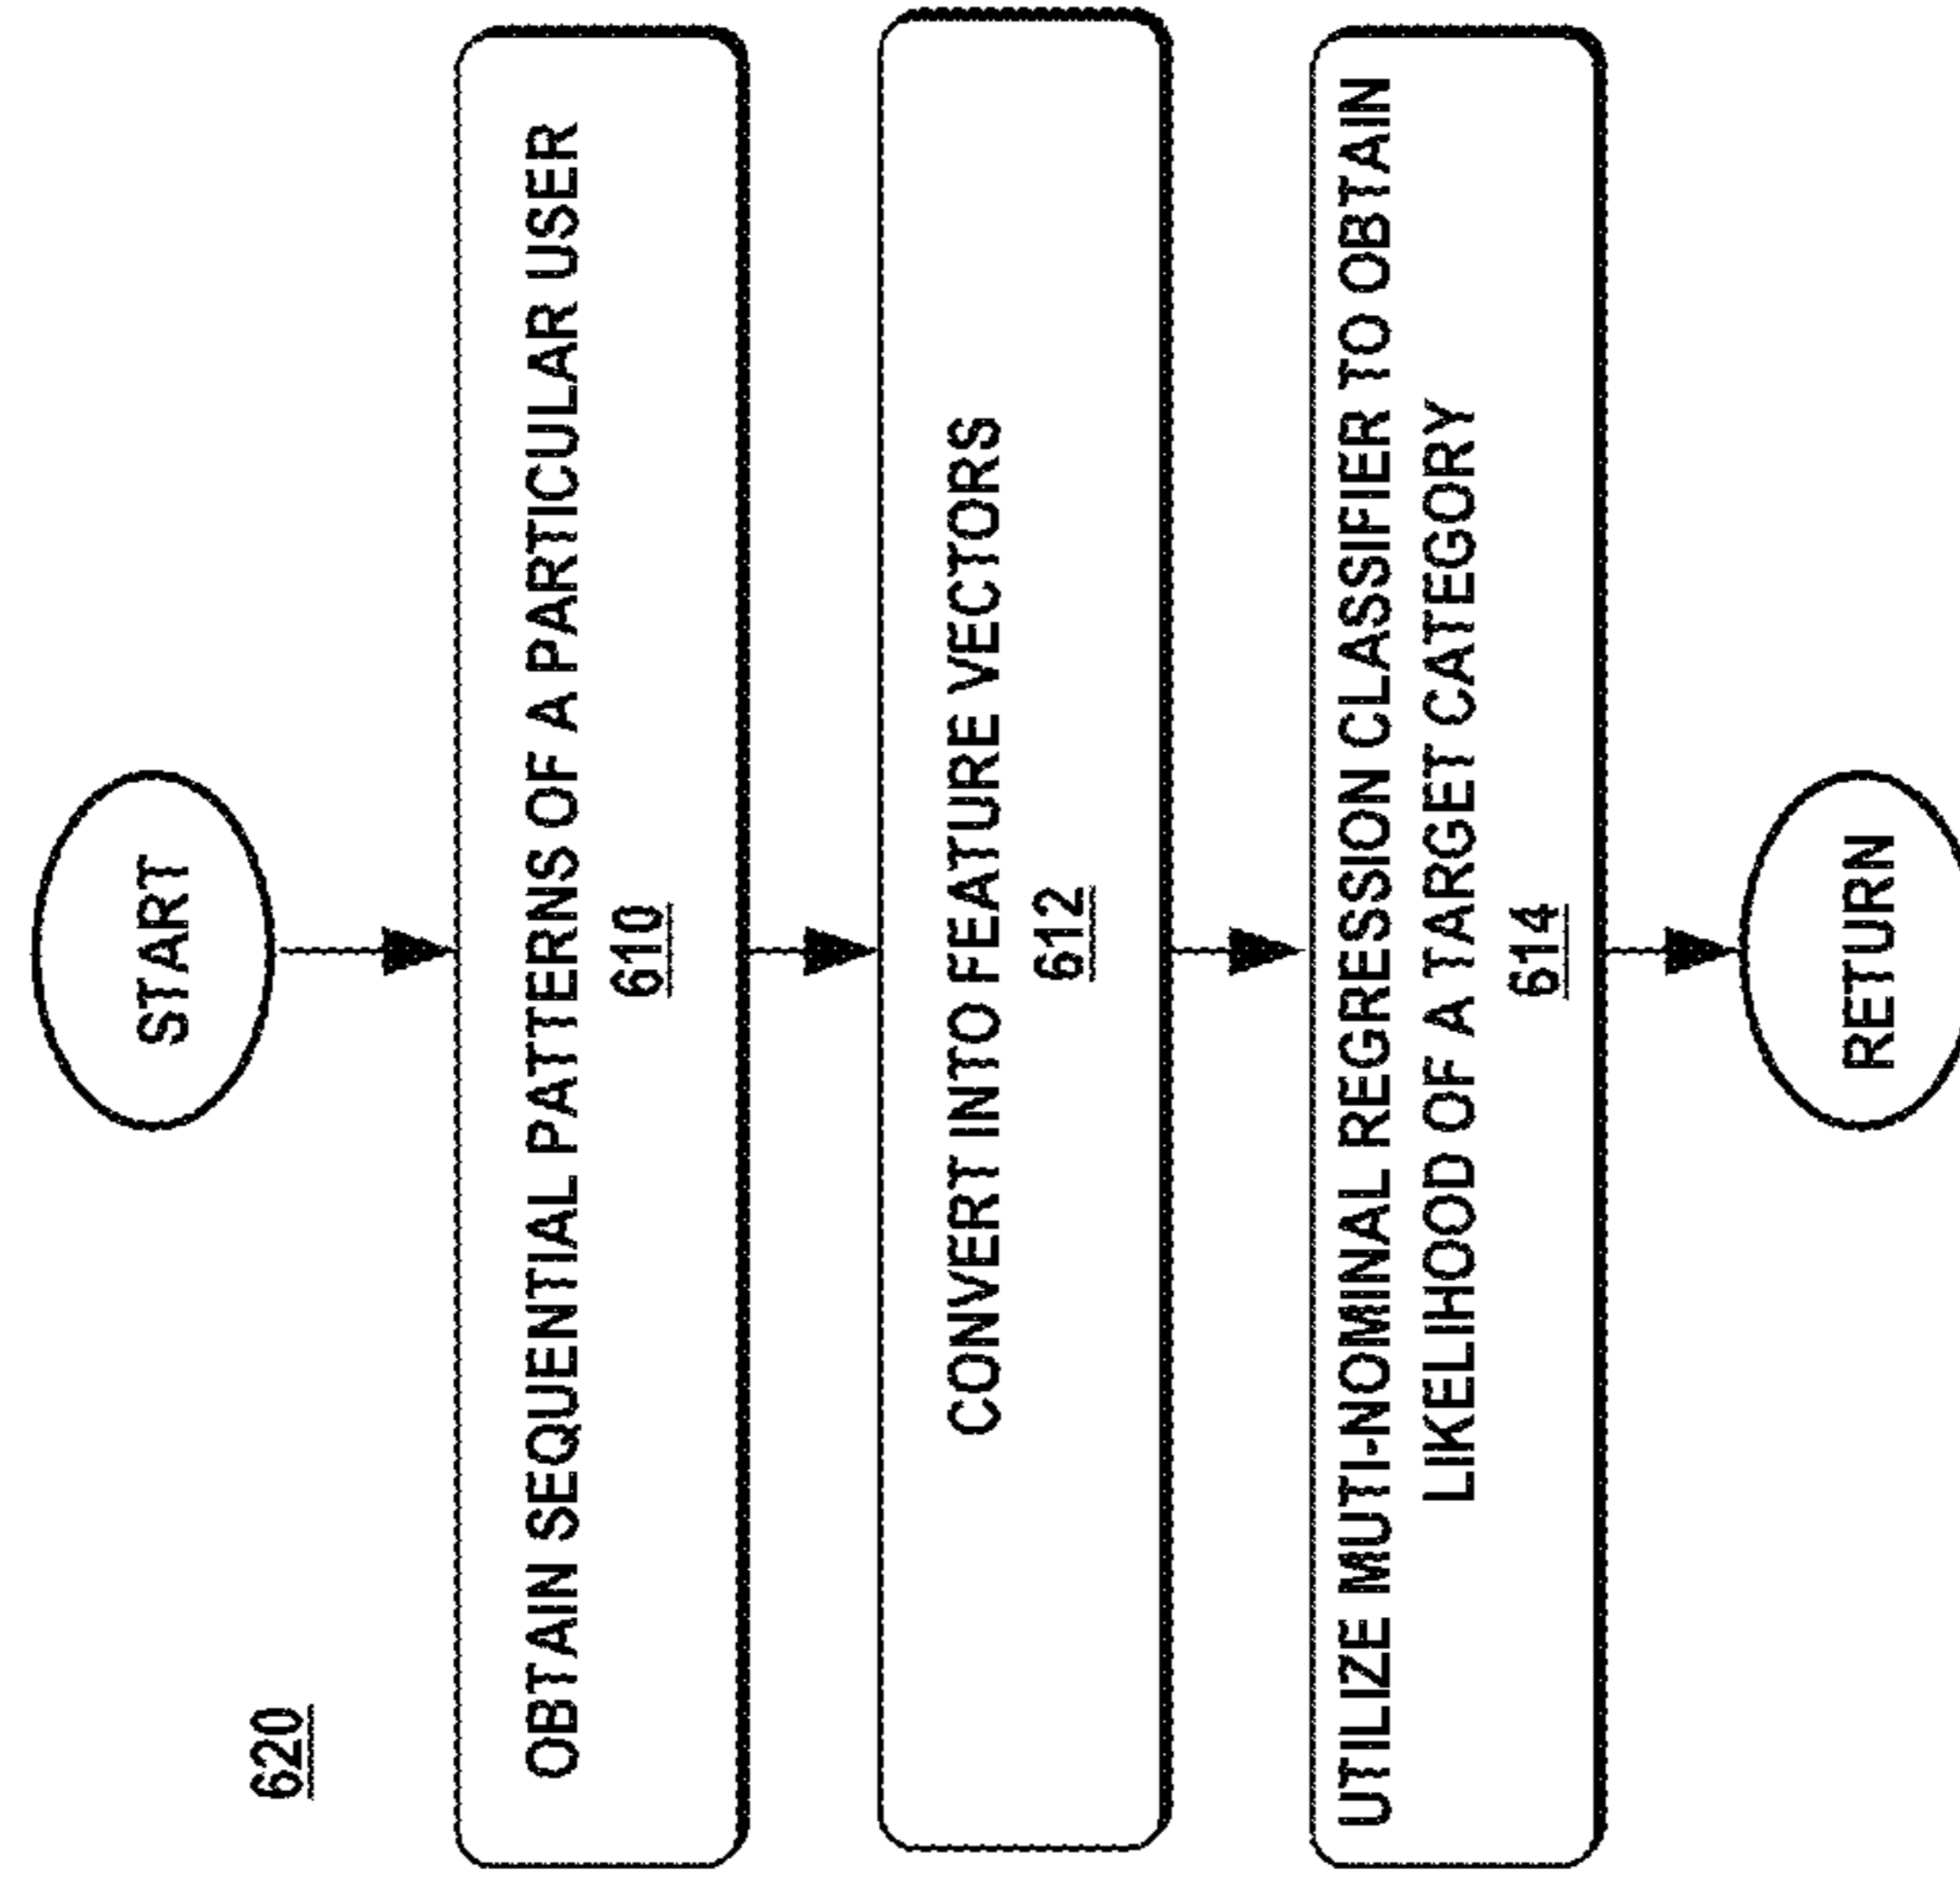 620
START
OBTAIN SEQUENTIAL PATTERNS OF A PARTICULAR USER
610
CONVERT INTO FEATURE VECTORS
612
UTILIZE MUTI-NOMINAL REGRESSION CLASSIFIER TO OBTAIN
LIKELIHOOD OF A TARGET CATEGORY
614
RETURN